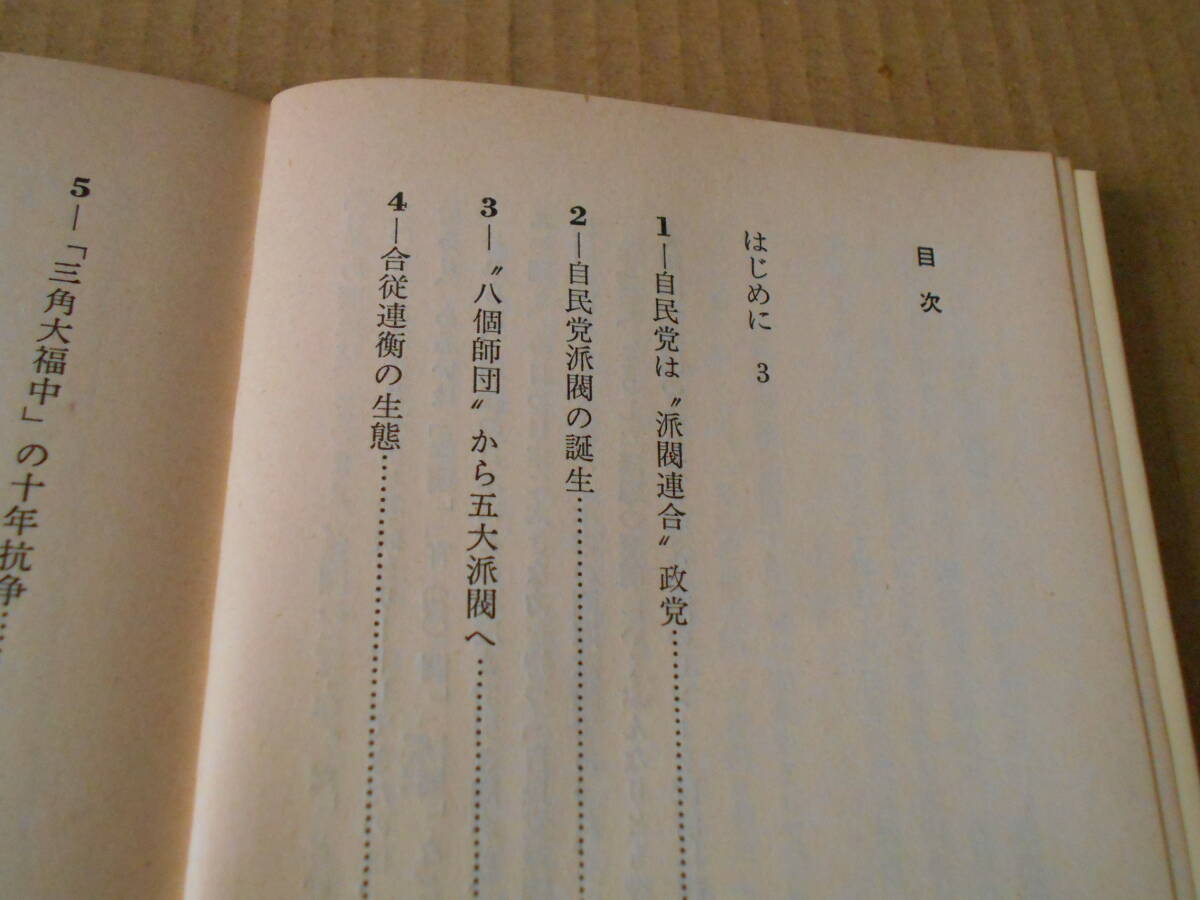 目次
はじめに 3
1―自民党は〝派閥連合〟政党……………
2―自民党派閥の誕生……………
3―〝八個師団〟から五大派閥へ……………
4―合従連衡の生態……………
5―「三角大福中」の十年抗争……